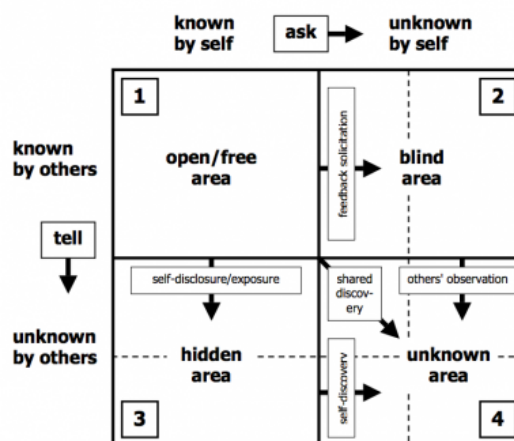 known
by self
ask
unknown
by self
1
2
known
by others
open/free
area
feedback solicitation
blind
area
tell
self-disclosure/exposure
shared
discov-
ery
others' observation
unknown
by others
hidden
area
self-discovery
unknown
area
3
4